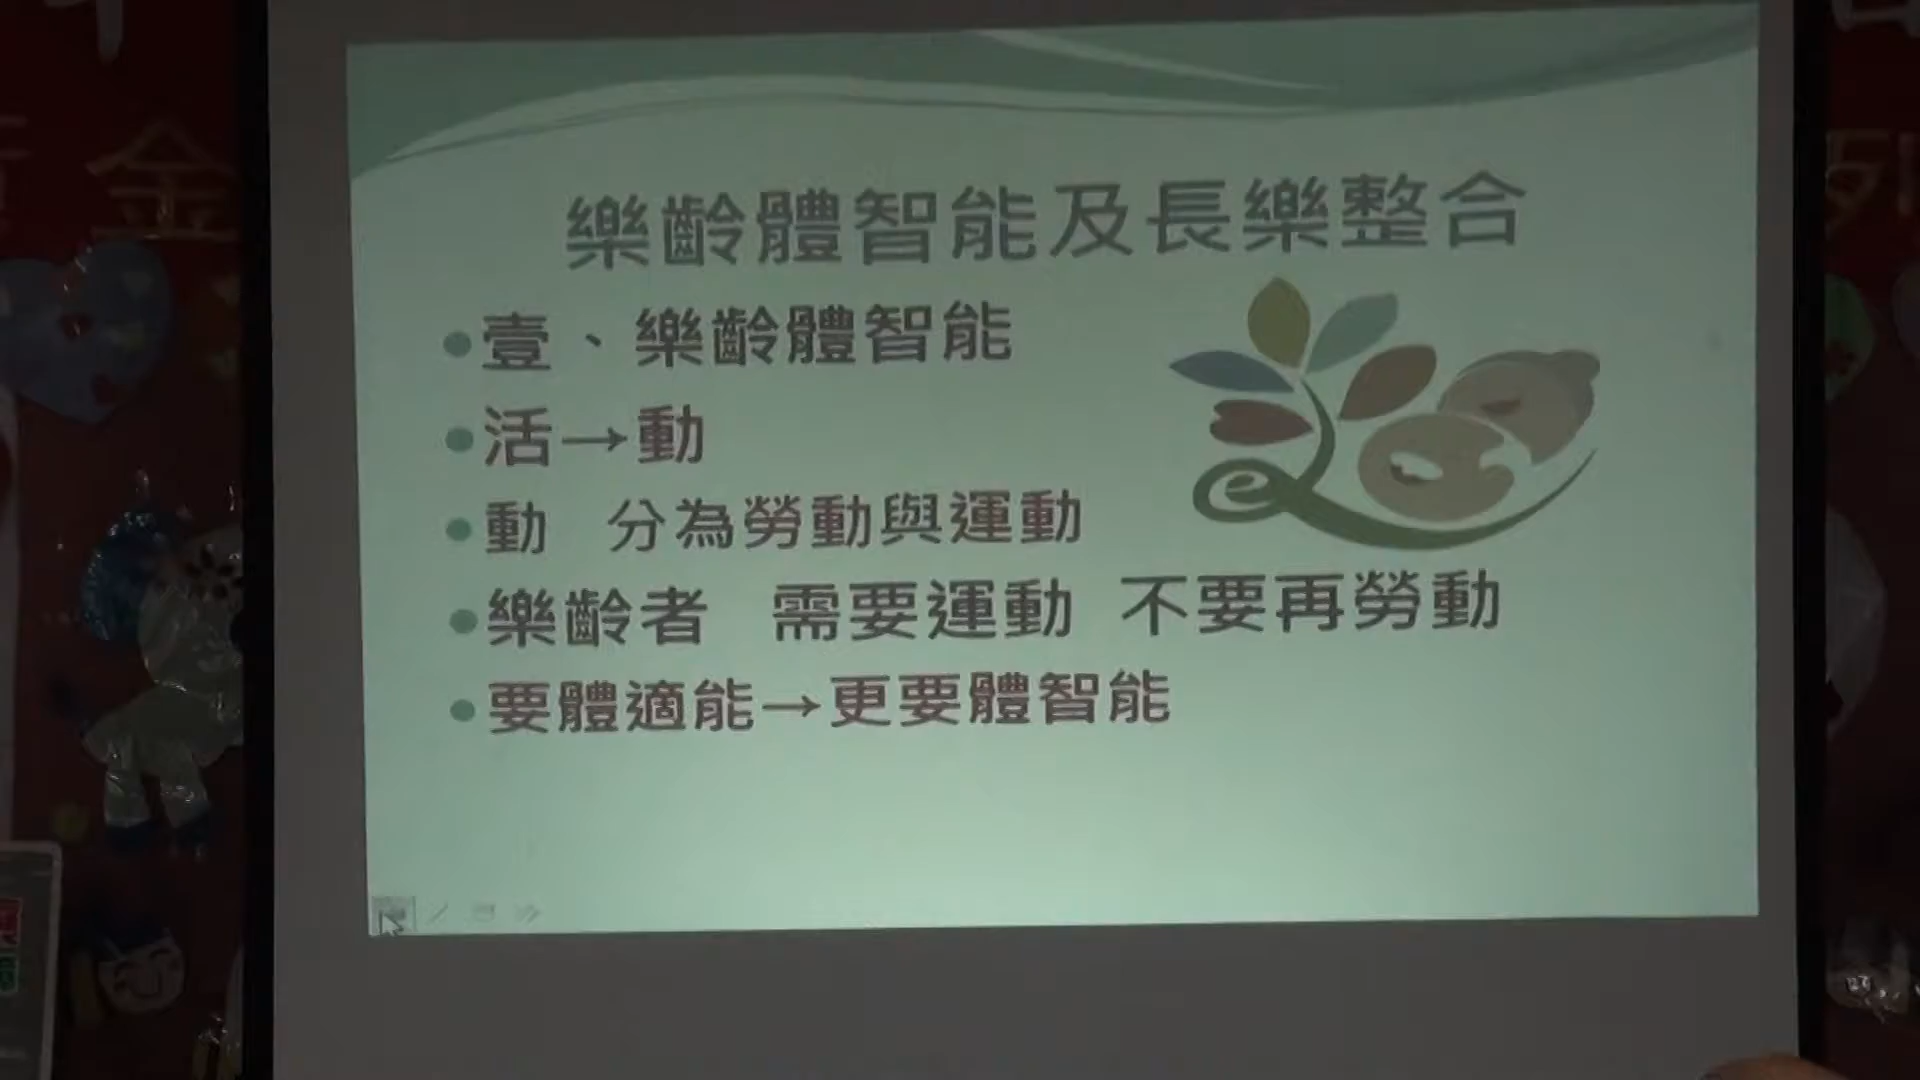 樂齡體智能及長樂整合
• 壹、樂齡體智能
• 活→動
• 動 分為勞動與運動
• 樂齡者 需要運動 不要再勞動
• 要體適能→更要體智能
金